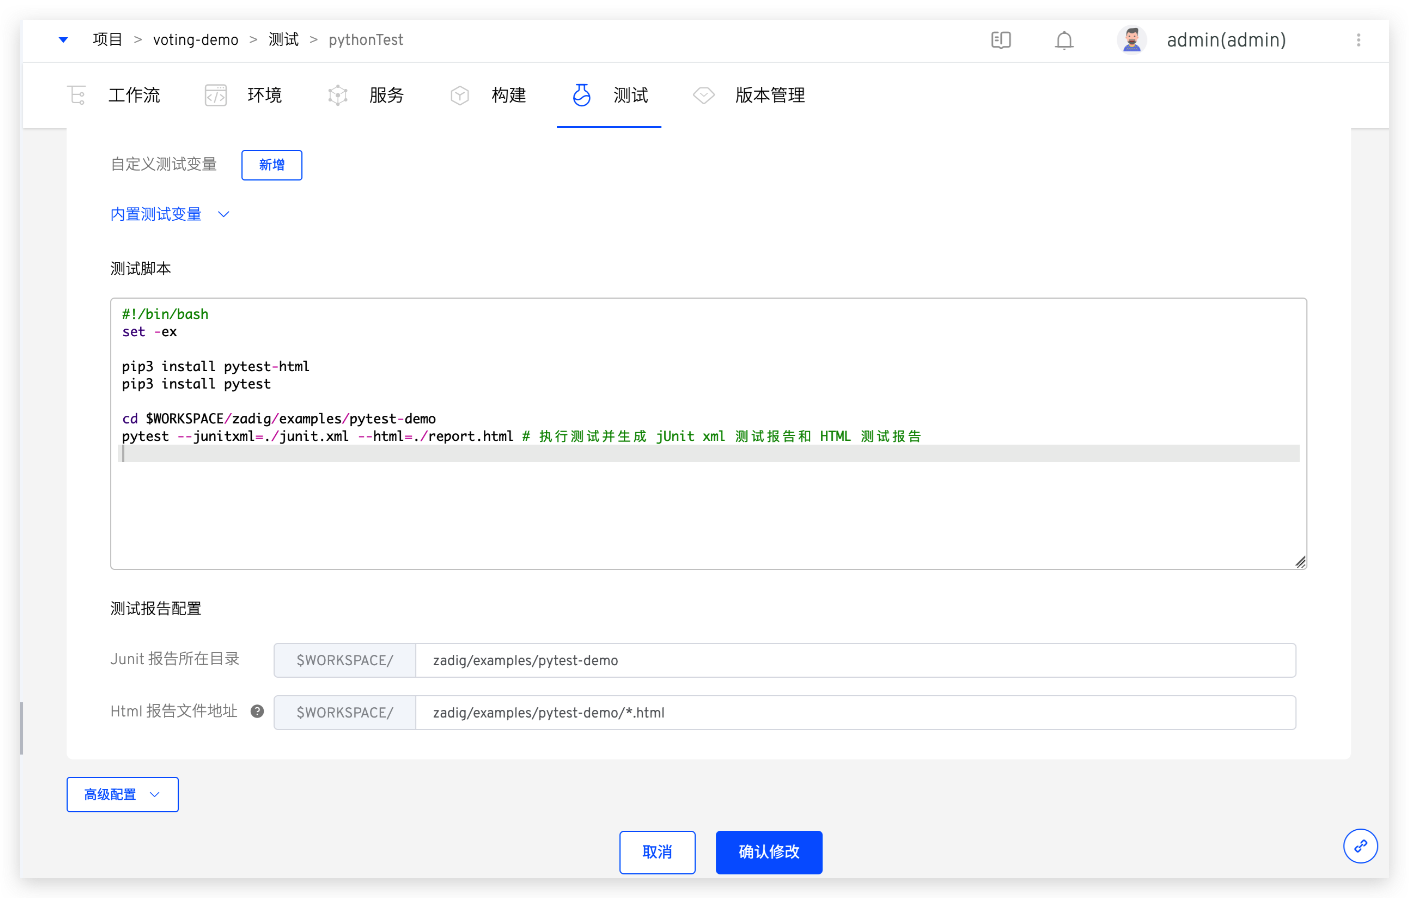 项目 > voting-demo > 测试 > pythonTest
admin(admin)
工作流 环境 服务 构建 测试 版本管理
自定义测试变量 新增
内置测试变量
测试脚本
#!/bin/bash
set -ex
pip3 install pytest-html
pip3 install pytest
cd $WORKSPACE/zadig/examples/pytest-demo
pytest --junitxml=./junit.xml --html=./report.html # 执行测试并生成 jUnit xml 测试报告和 HTML 测试报告
测试报告配置
Junit 报告所在目录 $WORKSPACE/ zadig/examples/pytest-demo
Html 报告文件地址 ? $WORKSPACE/ zadig/examples/pytest-demo/*.html
高级配置
取消 确认修改